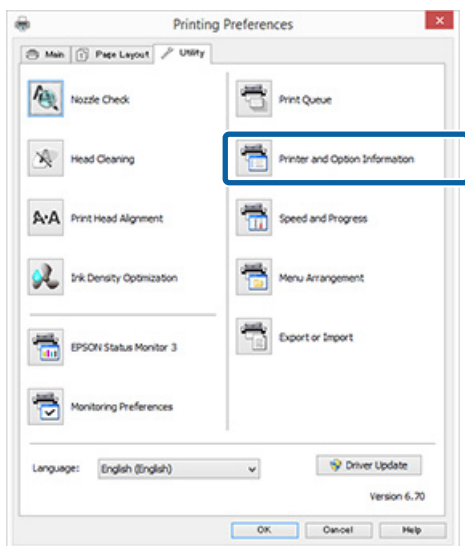 Printing Preferences
Main
Page Layout
Utility
Nozzle Check
Print Queue
Head Cleaning
Printer and Option Information
A·A
Print Head Alignment
Speed and Progress
Ink Density Optimization
Menu Arrangement
EPSON Status Monitor 3
Export or Import
Monitoring Preferences
Language:
English (English)
Driver Update
Version 6.70
OK
Cancel
Help